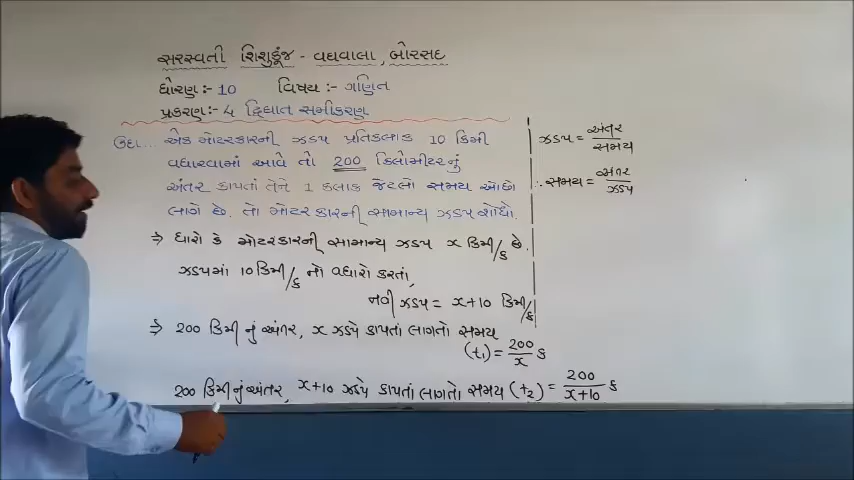 સરસ્વતી શિશુકુંજ - વઘવાલા, બોરસદ
ધોરણ :- 10 વિષય :- ગણિત
પ્રકરણ :- 4 દ્વિઘાત સમીકરણ
ઉદા... એક મોટરકારની ઝડપ પ્રતિકલાક 10 કિમી
વધારવામાં આવે તો 200 કિલોમીટરનું
અંતર કાપતાં તેને 1 કલાક જેટલો સમય ઓછો
લાગે છે. તો મોટરકારની સામાન્ય ઝડપ શોધો.
⇒ ધારો કે મોટરકારની સામાન્ય ઝડપ x કિમી/ક છે.
ઝડપમાં 10 કિમી/ક નો વધારો કરતાં,
નવી ઝડપ = x+10 કિમી/ક
⇒ 200 કિમી નું અંતર, x ઝડપે કાપતાં લાગતો સમય
(t₁) = 200/x ક
200 કિમીનું અંતર, x+10 ઝડપે કાપતાં લાગતો સમય (t₂) = 200/x+10 ક
ઝડપ = અંતર/સમય
∴ સમય = અંતર/ઝડપ